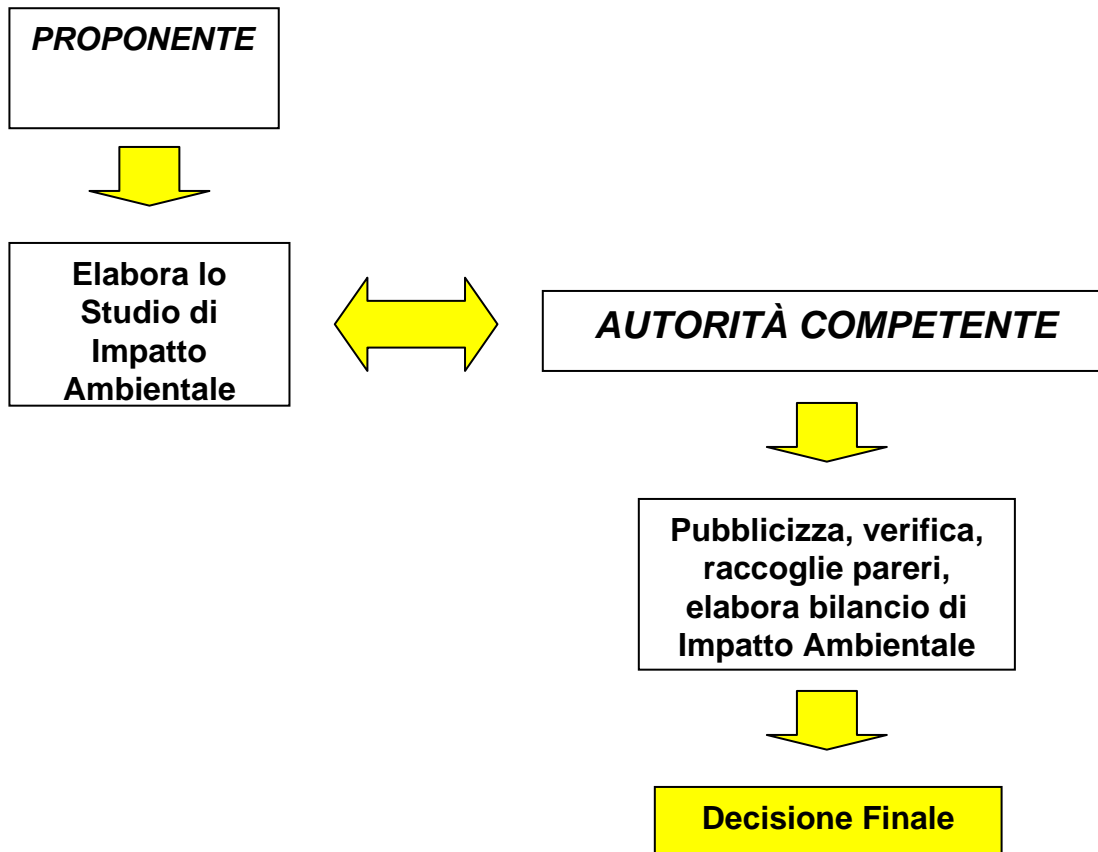 PROPONENTE
Elabora lo
Studio di
Impatto
Ambientale
AUTORITÀ COMPETENTE
Pubblicizza, verifica,
raccoglie pareri,
elabora bilancio di
Impatto Ambientale
Decisione Finale